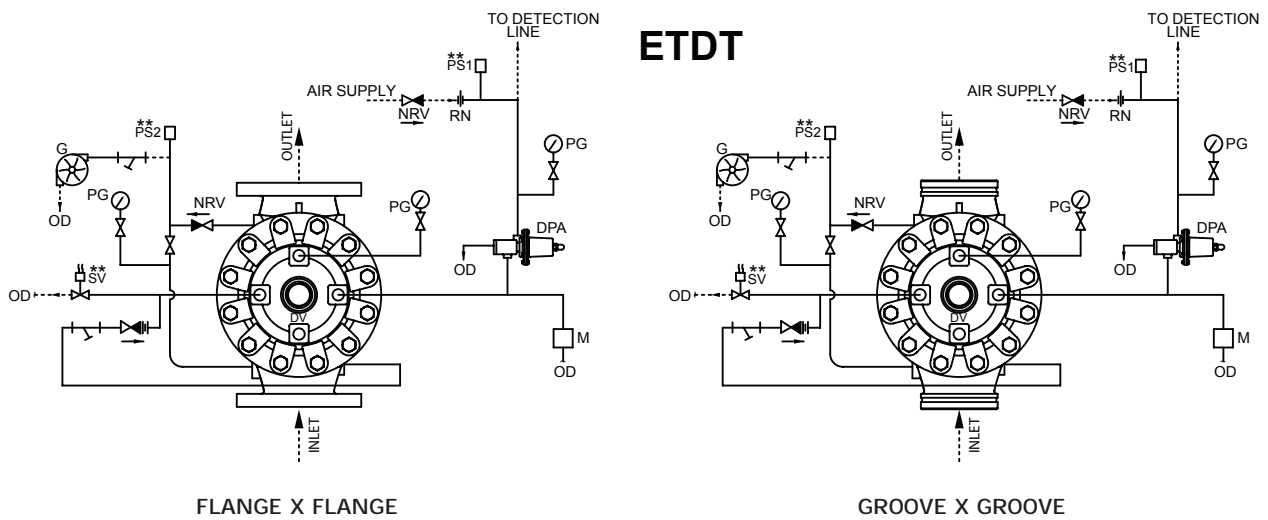 ETDT
TO DETECTION
LINE
**
PS1
AIR SUPPLY
NRV
RN
**
PS2
G
OUTLET
PG
PG
NRV
PG
OD
DPA
OD
**
SV
OD
DV
M
OD
INLET
FLANGE X FLANGE
TO DETECTION
LINE
**
PS1
AIR SUPPLY
NRV
RN
**
PS2
G
OUTLET
PG
PG
NRV
PG
OD
DPA
OD
**
SV
OD
DV
M
OD
INLET
GROOVE X GROOVE